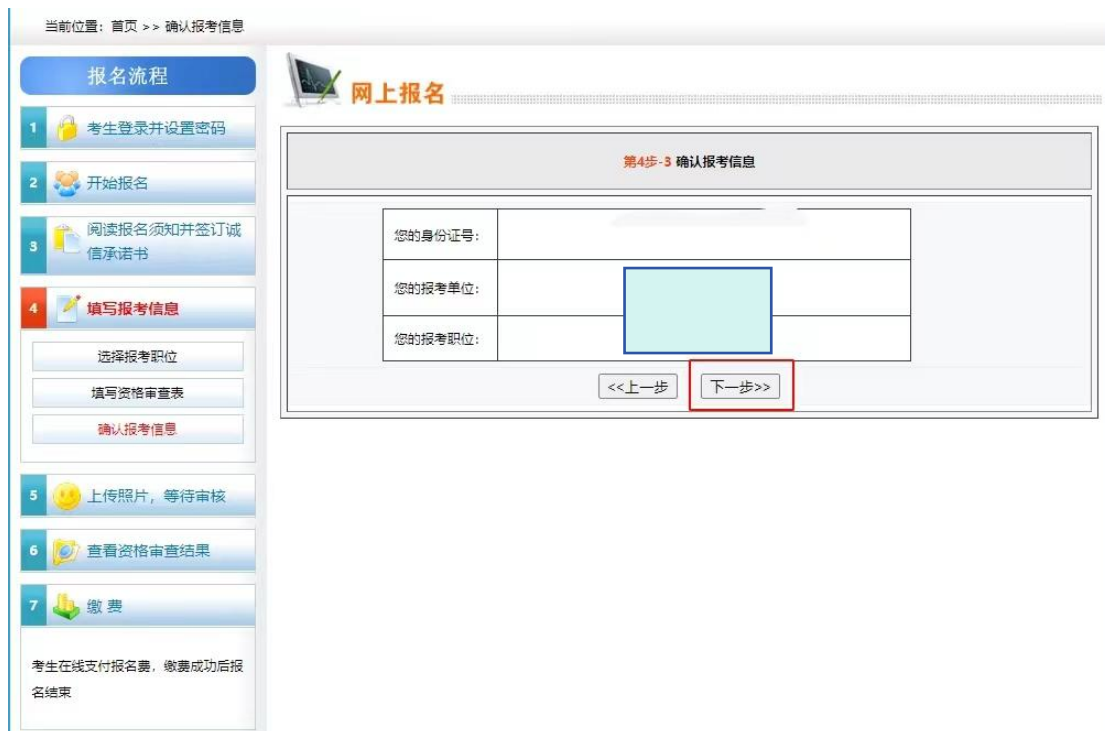 当前位置：首页 >> 确认报考信息
报名流程
1 考生登录并设置密码
2 开始报名
3 阅读报名须知并签订诚
信承诺书
4 填写报考信息
选择报考职位
填写资格审查表
确认报考信息
5 上传照片，等待审核
6 查看资格审查结果
7 缴 费
考生在线支付报名费，缴费成功后报
名结束
网上报名
第4步-3 确认报考信息
您的身份证号：
您的报考单位：
您的报考职位：
<<上一步 下一步>>